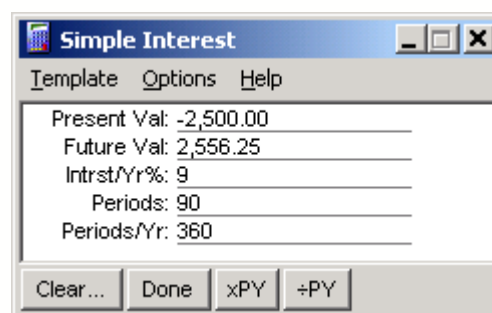 Simple Interest
Template Options Help
Present Val: -2,500.00
Future Val: 2,556.25
Intrst/Yr%: 9
Periods: 90
Periods/Yr: 360
Clear... Done xPY ÷PY